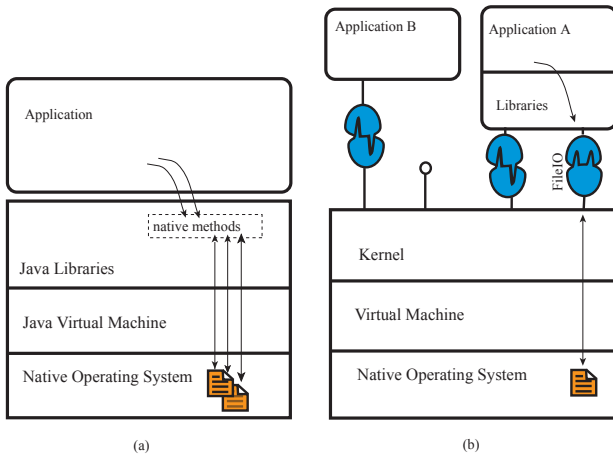 Application
native methods
Java Libraries
Java Virtual Machine
Native Operating System
(a)
Application B
Application A
Libraries
FileIO
Kernel
Virtual Machine
Native Operating System
(b)